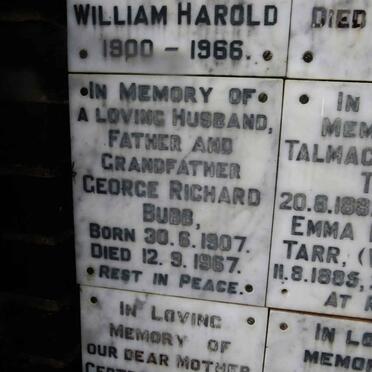 WILLIAM HAROLD
1900 - 1966.
DIED
IN MEMORY OF
A LOVING HUSBAND,
FATHER AND
GRANDFATHER
GEORGE RICHARD
BUBB,
BORN 30.6.1907.
DIED 12.9.1967.
REST IN PEACE.
IN
MEM
TALMA
T
20.8.188
EMMA
TARR, (
11.8.1885,
AT
IN LOVING
MEMORY OF
OUR DEAR MOTHER
IN LO
MEMOR